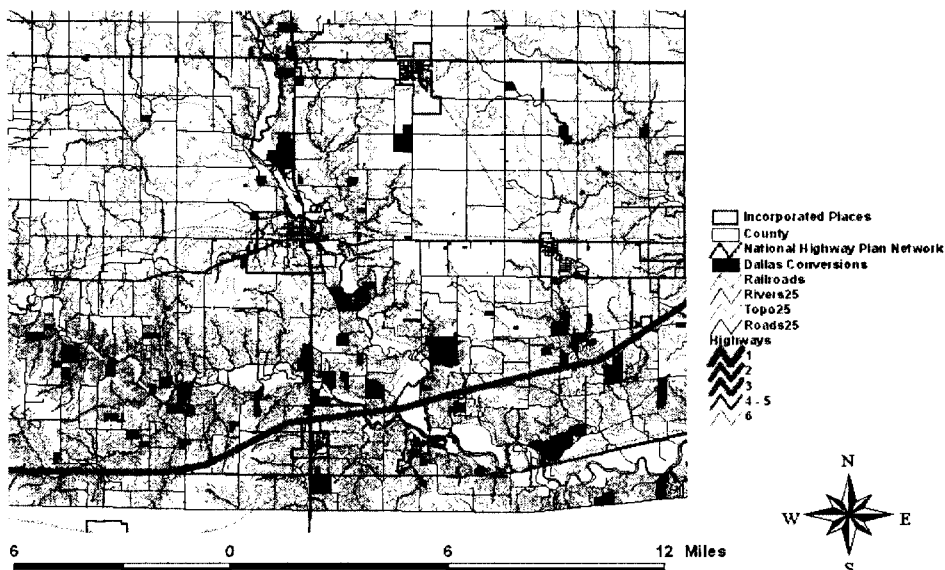 Incorporated Places
County
National Highway Plan Network
Dallas Conversions
Railroads
Rivers25
Topo25
Roads25
Highways
1
2
3
4 - 5
6
N
W E
S
6 0 6 12 Miles